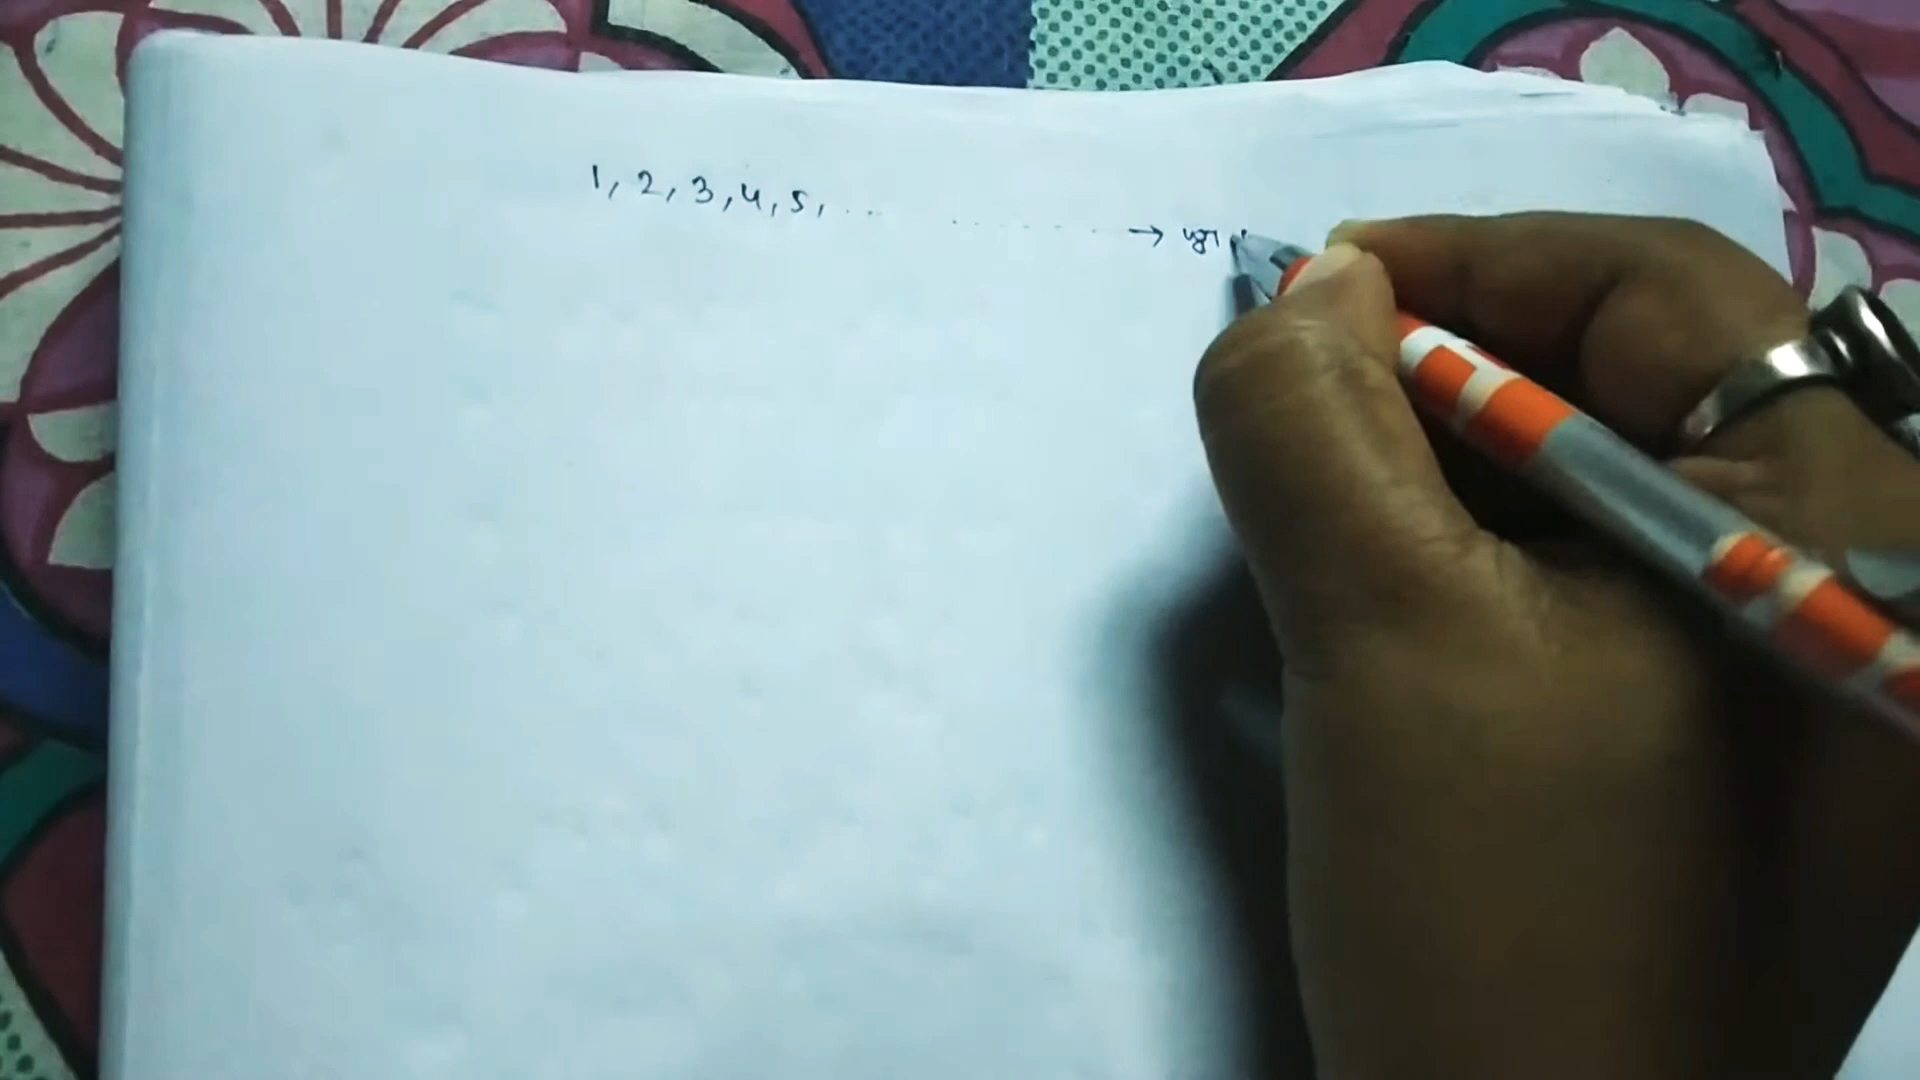 1, 2, 3, 4, 5, ... ........ →